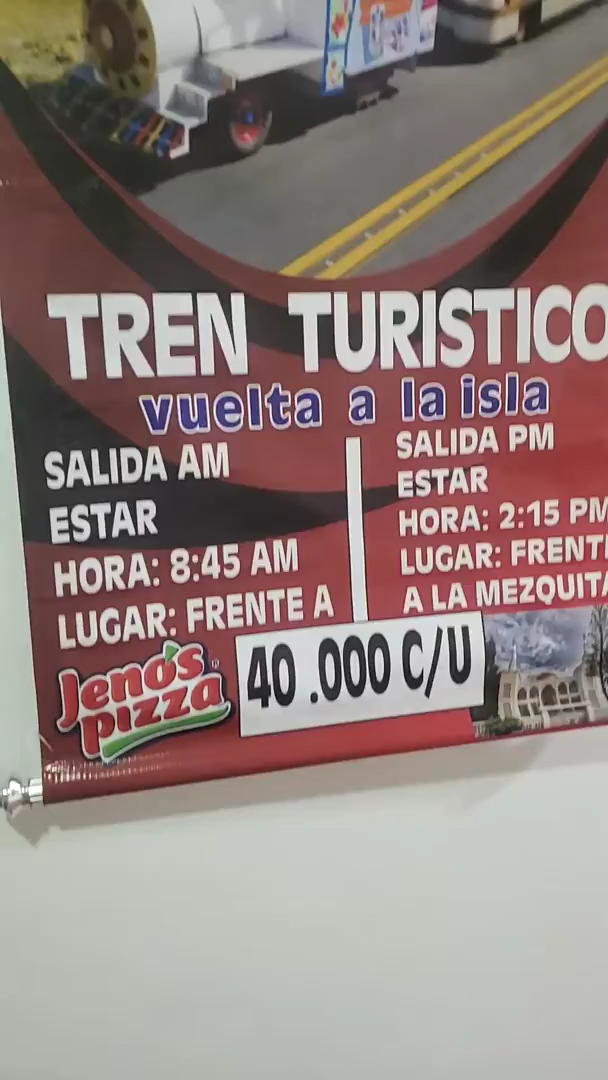 TREN TURISTICO
vuelta a la isla
SALIDA AM
ESTAR
HORA: 8:45 AM
LUGAR: FRENTE A
Jeno's
pizza
SALIDA PM
ESTAR
HORA: 2:15 PM
LUGAR: FRENT
A LA MEZQUITA
40.000 C/U